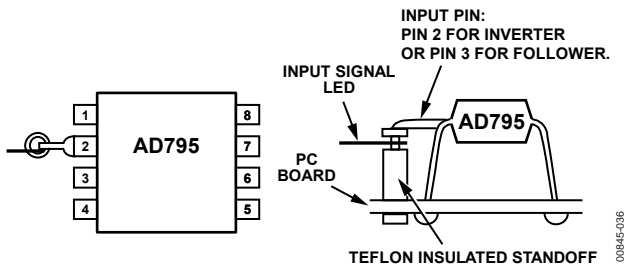 INPUT PIN:
PIN 2 FOR INVERTER
OR PIN 3 FOR FOLLOWER.
INPUT SIGNAL
LED
1
2
3
4
AD795
8
7
6
5
AD795
PC
BOARD
TEFLON INSULATED STANDOFF
00845-036